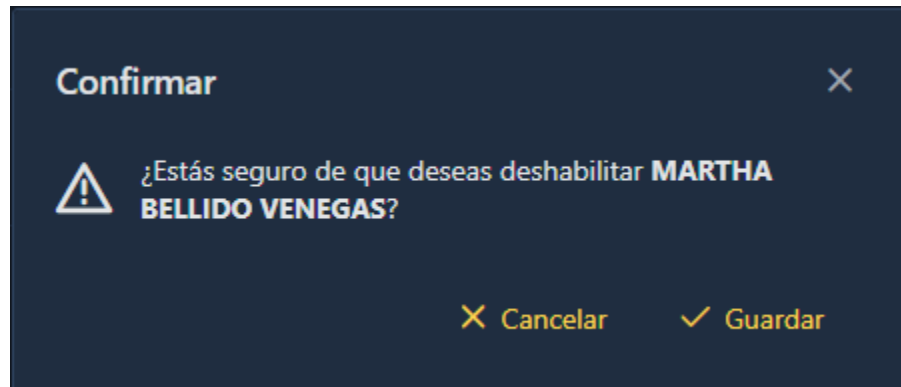 Confirmar
¿Estás seguro de que deseas deshabilitar MARTHA
BELLIDO VENEGAS?
Cancelar
Guardar